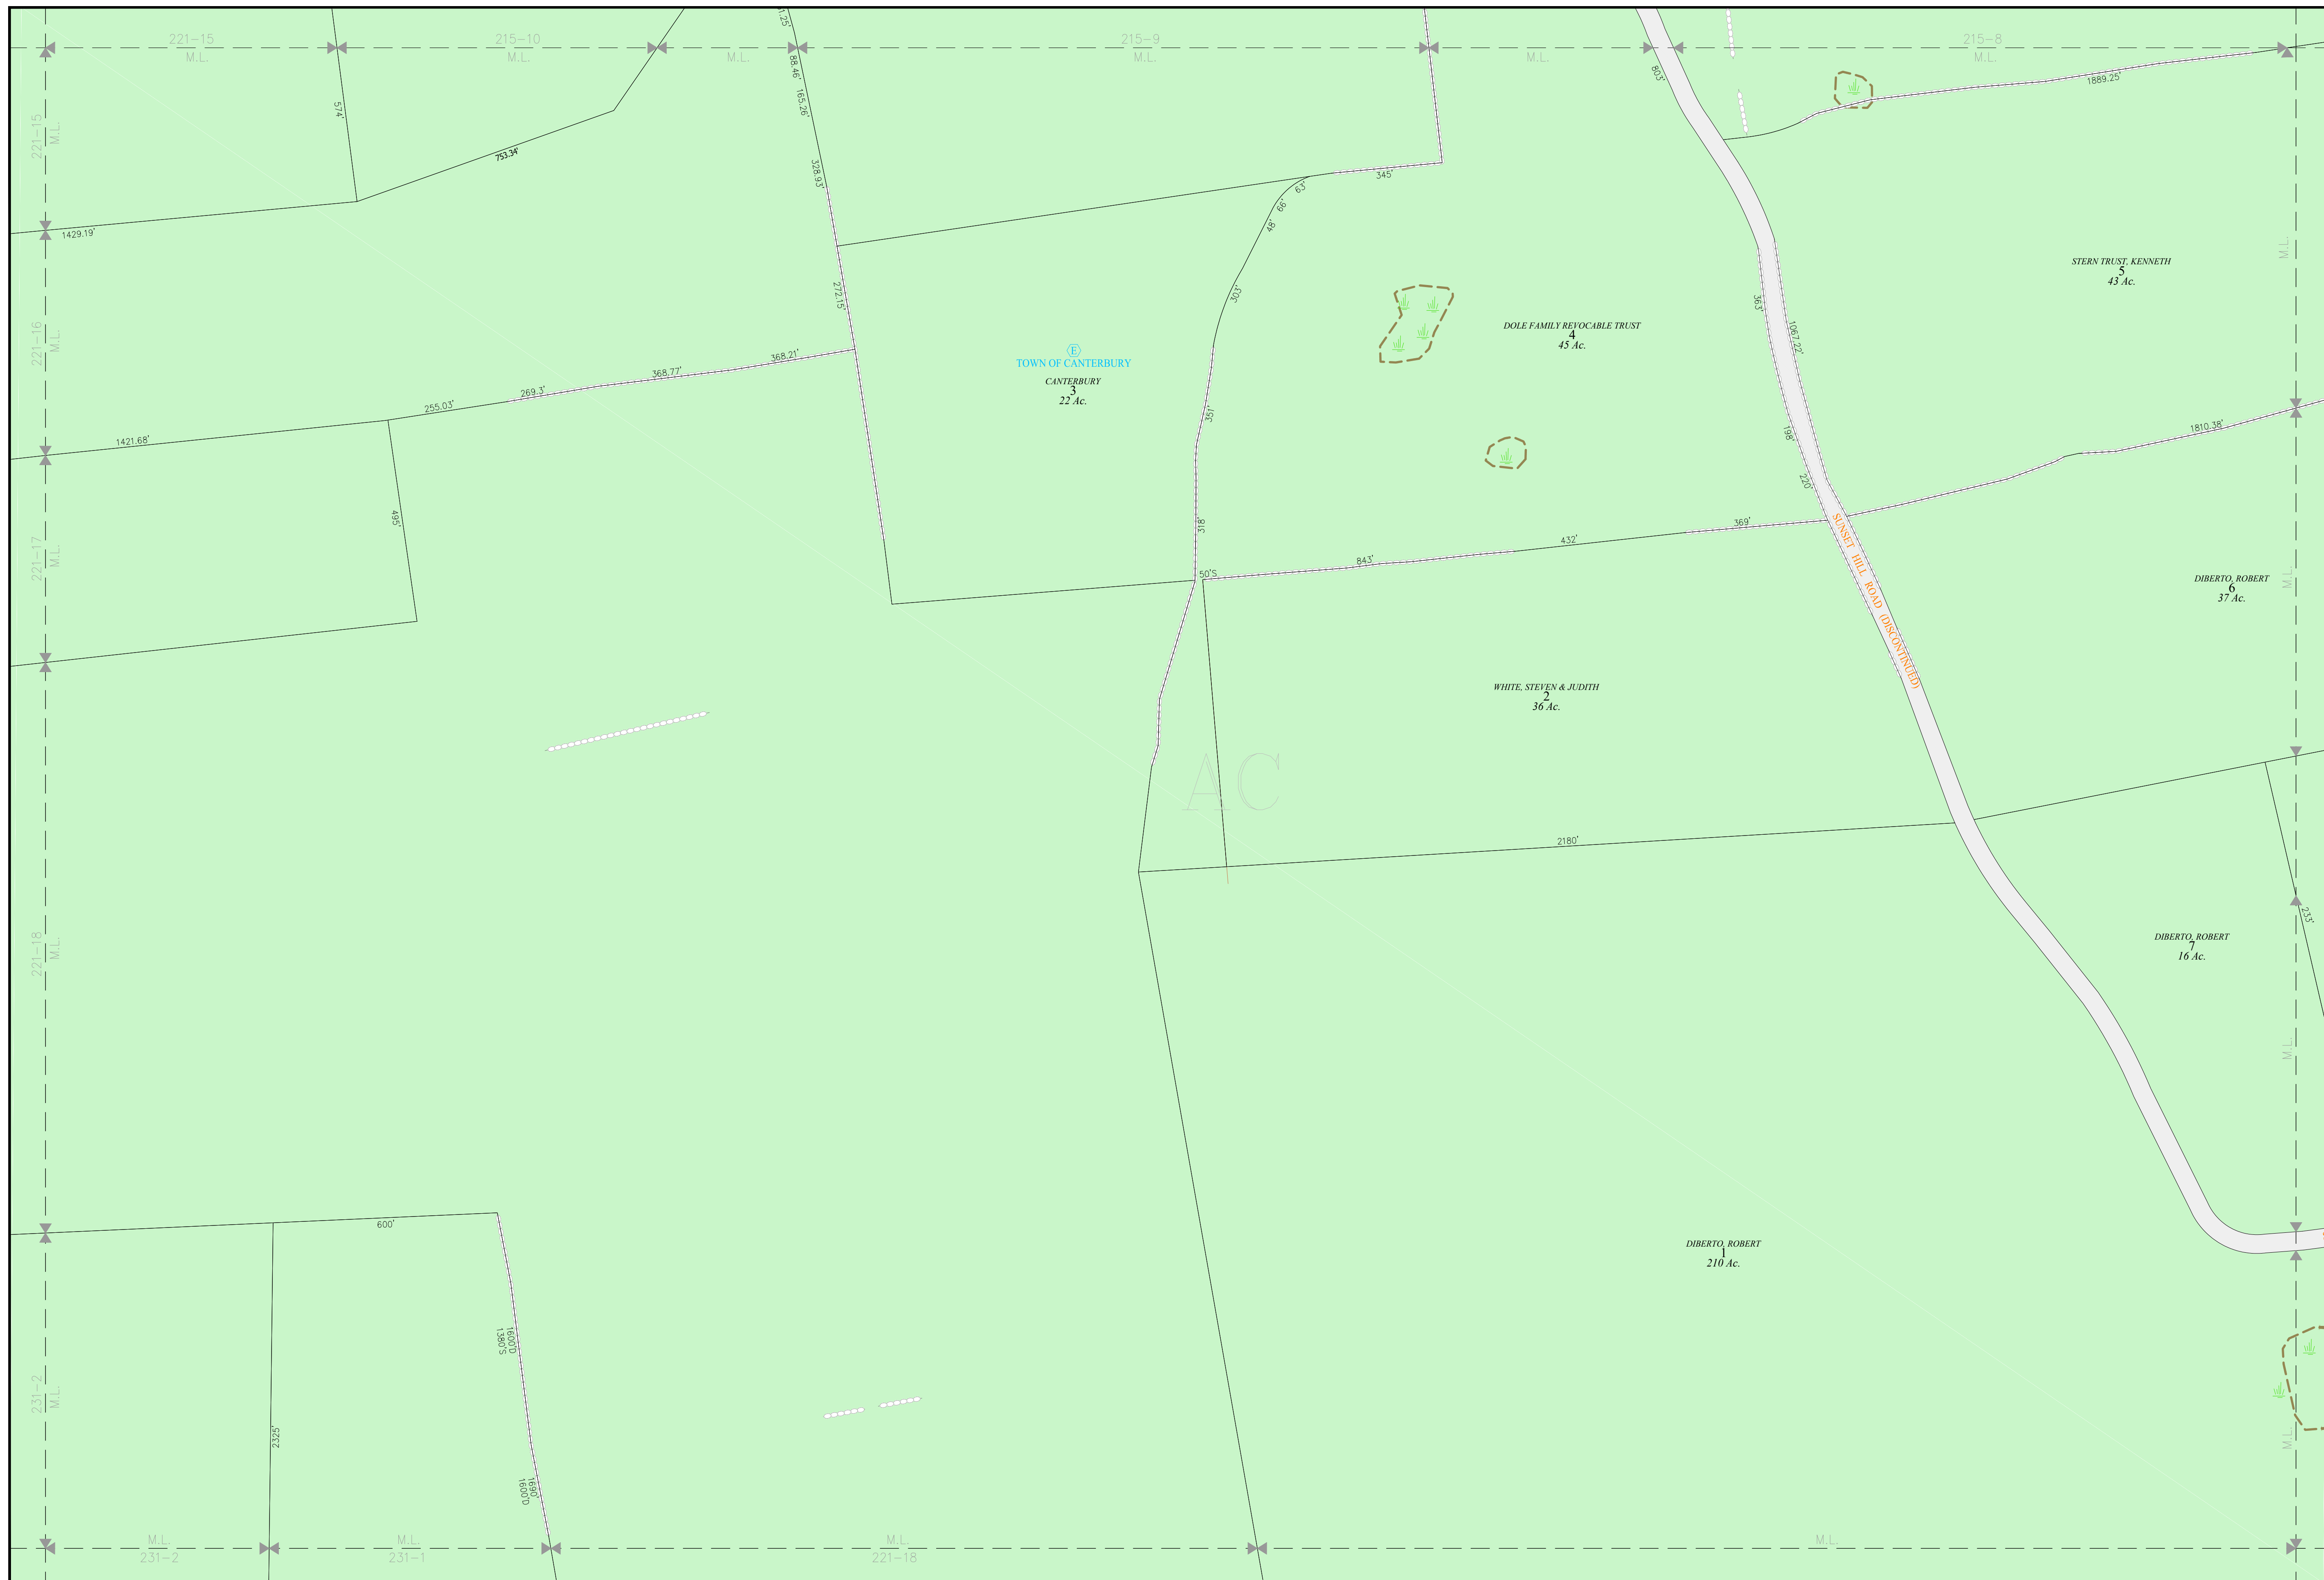 221-15
M.L.
215-10
M.L.
M.L.
215-9
M.L.
M.L.
215-8
M.L.
88.46'
165.26'
328.93'
272.15'
803'
1889.25'
574'
753.34'
221-15
M.L.
1429.19'
345'
63'
66'
48'
303'
351'
318'
M.L.
STERN TRUST, KENNETH
5
43 Ac.
363'
1067.22'
198'
220'
DOLE FAMILY REVOCABLE TRUST
4
45 Ac.
E
TOWN OF CANTERBURY
CANTERBURY
3
22 Ac.
221-16
M.L.
368.21'
368.77'
269.3'
255.03'
1421.68'
1810.38'
495'
369'
432'
843'
50'S
221-17
M.L.
SUNSET HILL ROAD (DISCONTINUED)
DIBERTO, ROBERT
6
37 Ac.
M.L.
WHITE, STEVEN & JUDITH
2
36 Ac.
AC
2180'
221-18
M.L.
DIBERTO, ROBERT
7
16 Ac.
233'
M.L.
600'
DIBERTO, ROBERT
1
210 Ac.
1600'D
1380'S
231-2
M.L.
2325'
1690'
1600'D
M.L.
M.L.
231-2
M.L.
231-1
M.L.
221-18
M.L.